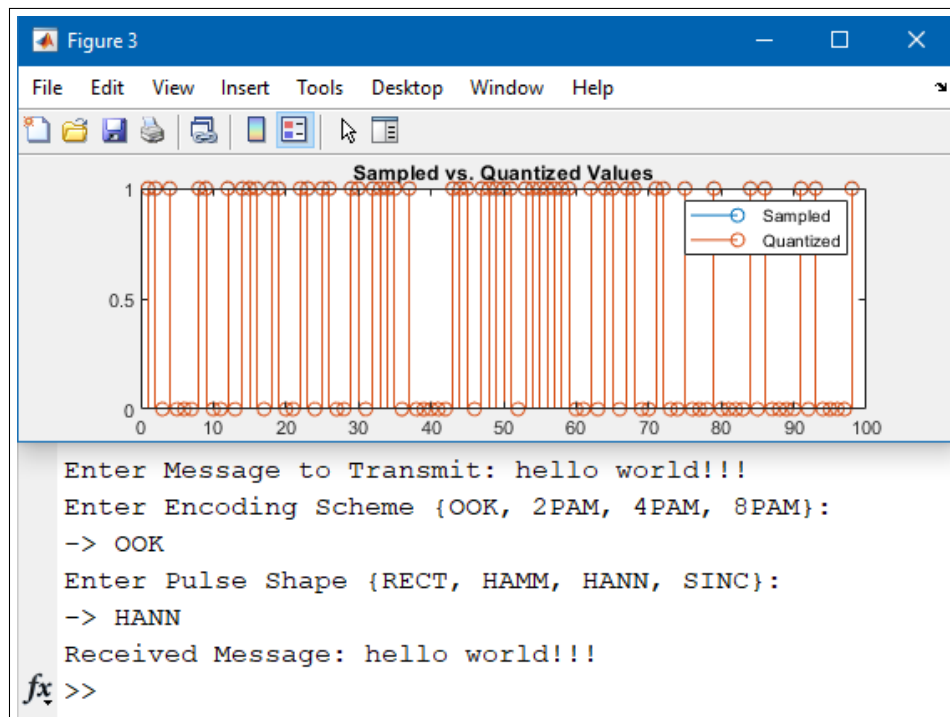 Figure 3
File Edit View Insert Tools Desktop Window Help
Sampled vs. Quantized Values
1
0.5
0
Sampled
Quantized
0 10 20 30 40 50 60 70 80 90 100
Enter Message to Transmit: hello world!!!
Enter Encoding Scheme {OOK, 2PAM, 4PAM, 8PAM}:
-> OOK
Enter Pulse Shape {RECT, HAMM, HANN, SINC}:
-> HANN
Received Message: hello world!!!
fx >>